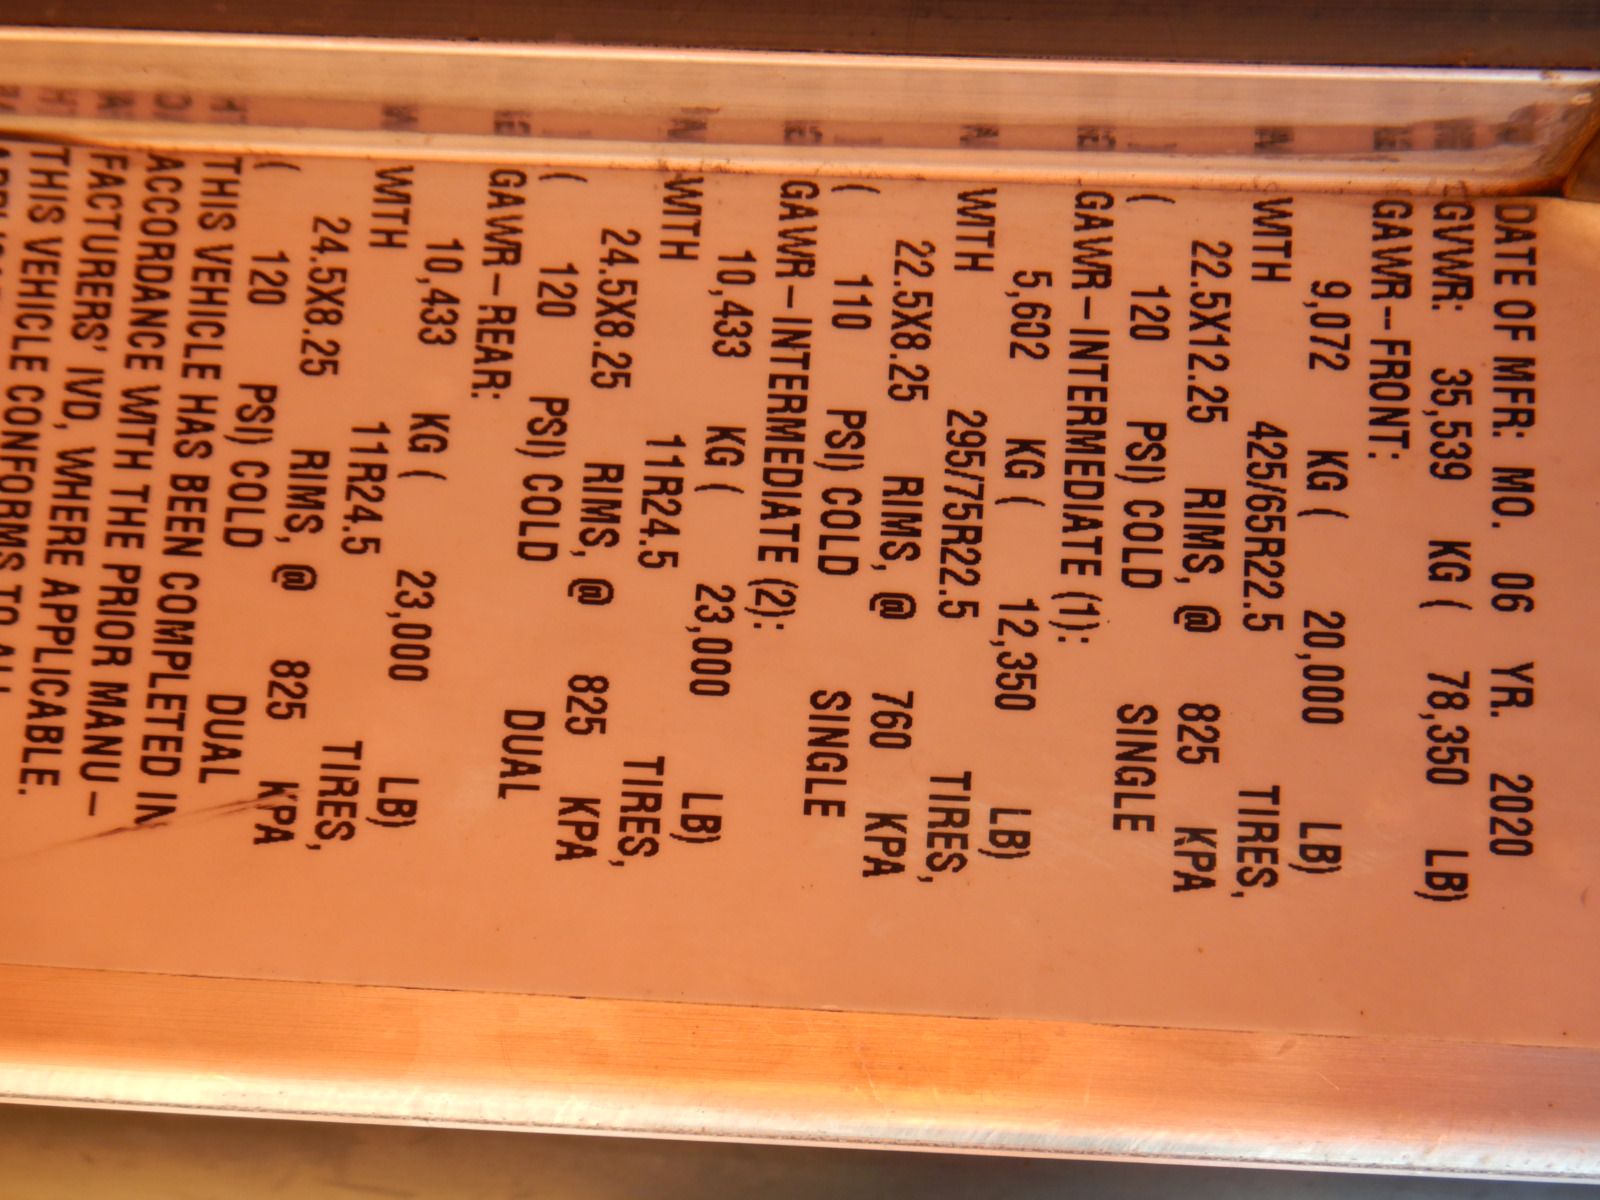 DATE OF MFR: MO. 06 YR. 2020
GVWR: 35,539 KG ( 78,350 LB)
GAWR--FRONT:
9,072 KG ( 20,000 LB)
WITH 425/65R22.5 TIRES,
22.5X12.25 RIMS, @ 825 KPA
( 120 PSI) COLD SINGLE
GAWR–INTERMEDIATE (1):
5,602 KG ( 12,350 LB)
WITH 295/75R22.5 TIRES,
22.5X8.25 RIMS, @ 760 KPA
( 110 PSI) COLD SINGLE
GAWR–INTERMEDIATE (2):
10,433 KG ( 23,000 LB)
WITH 11R24.5 TIRES,
24.5X8.25 RIMS, @ 825 KPA
( 120 PSI) COLD DUAL
GAWR–REAR:
10,433 KG ( 23,000 LB)
WITH 11R24.5 TIRES,
24.5X8.25 RIMS, @ 825 KPA
( 120 PSI) COLD DUAL
THIS VEHICLE HAS BEEN COMPLETED IN
ACCORDANCE WITH THE PRIOR MANU–
FACTURERS' IVD, WHERE APPLICABLE.
THIS VEHICLE CONFORMS TO ALL